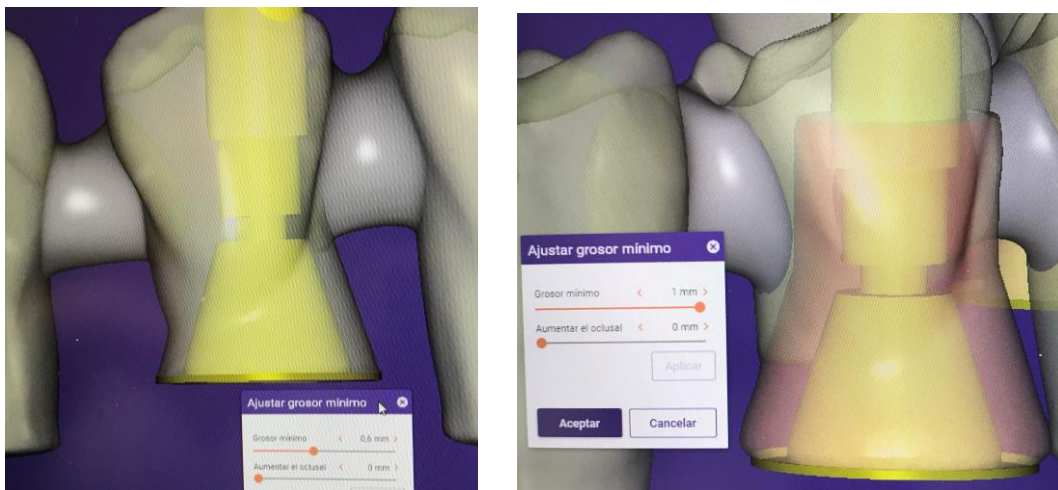 Ajustar grosor mínimo
Grosor mínimo < 0,6 mm >
Aumentar el oclusal < 0 mm >
Ajustar grosor mínimo
Grosor mínimo < 1 mm >
Aumentar el oclusal < 0 mm >
Aplicar
Aceptar Cancelar